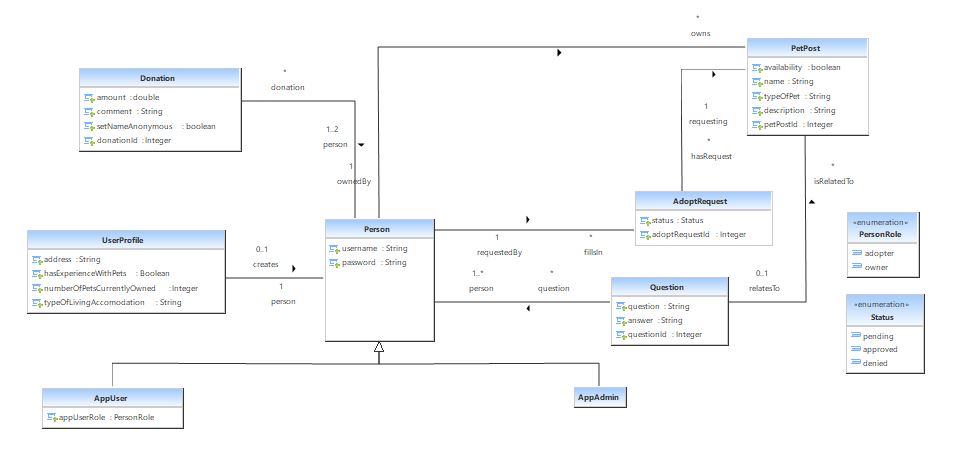 *
owns
PetPost
availability : boolean
name : String
typeOfPet : String
description : String
petPostId : Integer
Donation
amount : double
comment : String
setNameAnonymous : boolean
donationId : Integer
*
donation
1
requesting
*
hasRequest
1..2
person
1
ownedBy
*
isRelatedTo
AdoptRequest
status : Status
adoptRequestId : Integer
«enumeration»
PersonRole
adopter
owner
Person
username : String
password : String
UserProfile
address : String
hasExperienceWithPets : Boolean
numberOfPetsCurrentlyOwned : Integer
typeOfLivingAccomodation : String
0..1
creates
1
person
1
requestedBy
*
fillsIn
1..*
person
*
question
Question
question : String
answer : String
questionId : Integer
0..1
relatesTo
«enumeration»
Status
pending
approved
denied
AppUser
appUserRole : PersonRole
AppAdmin